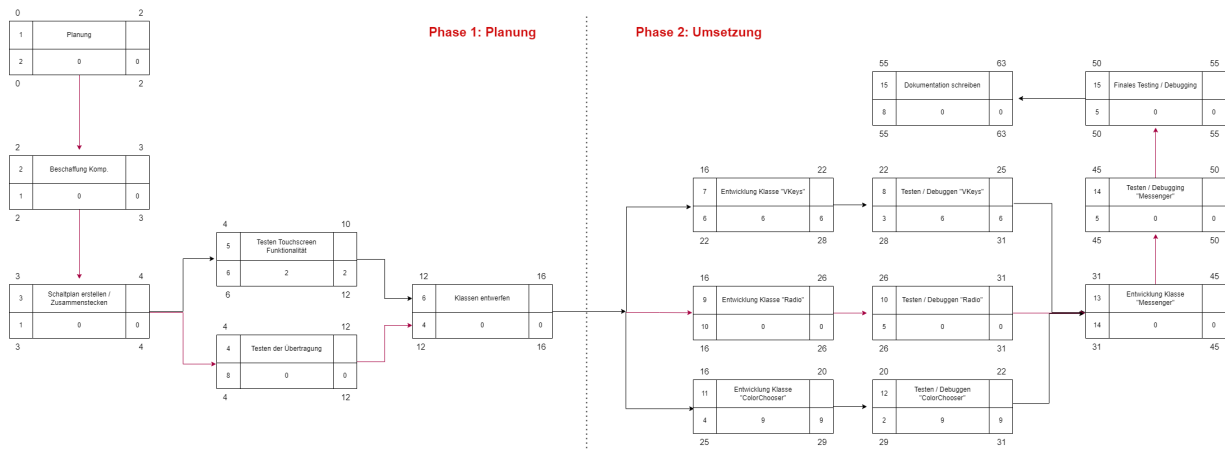 Phase 1: Planung
Phase 2: Umsetzung
0 2
1 Planung
2 0 0
0 2
2 3
2 Beschaffung Komp.
1 0 0
2 3
3 4
3 Schaltplan erstellen /
Zusammenstecken
1 0 0
3 4
4 10
5 Testen Touchscreen
Funktionalität
6 2 2
6 12
4 12
4 Testen der Übertragung
8 0 0
4 12
12 16
6 Klassen entwerfen
4 0 0
12 16
16 22
7 Entwicklung Klasse "VKeys"
6 6 6
22 28
22 25
8 Testen / Debuggen "VKeys"
3 6 6
28 31
16 26
9 Entwicklung Klasse "Radio"
10 0 0
16 26
26 31
10 Testen / Debuggen "Radio"
5 0 0
26 31
16 20
11 Entwicklung Klasse
"ColorChooser"
4 9 9
25 29
20 22
12 Testen / Debuggen
"ColorChooser"
2 9 9
29 31
31 45
13 Entwicklung Klasse
"Messenger"
14 0 0
31 45
45 50
14 Testen / Debugging
"Messenger"
5 0 0
45 50
50 55
15 Finales Testing / Debugging
5 0 0
50 55
55 63
15 Dokumentation schreiben
8 0 0
55 63